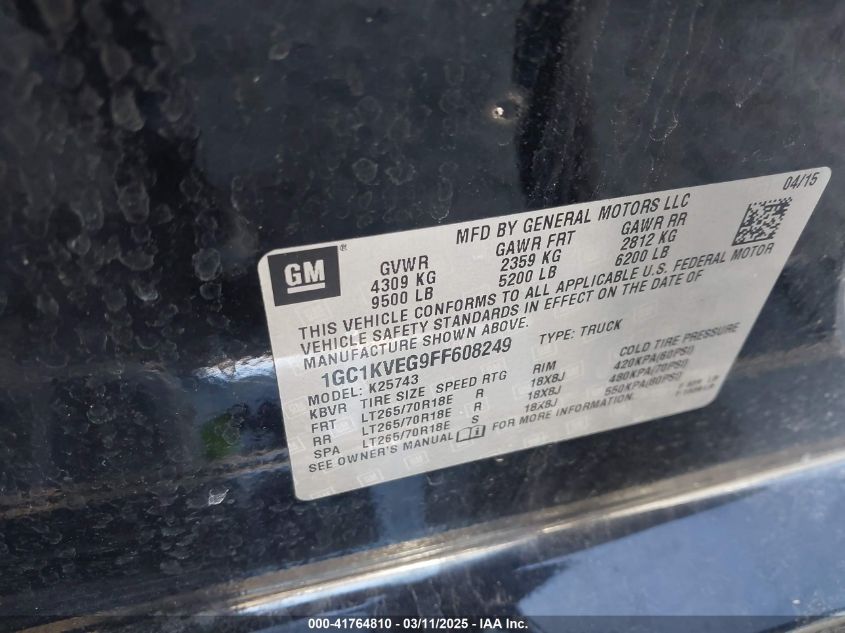 04/15
MFD BY GENERAL MOTORS LLC
GM®
GVWR GAWR FRT GAWR RR
4309 KG 2359 KG 2812 KG
9500 LB 5200 LB 6200 LB
THIS VEHICLE CONFORMS TO ALL APPLICABLE U.S. FEDERAL MOTOR
VEHICLE SAFETY STANDARDS IN EFFECT ON THE DATE OF
MANUFACTURE SHOWN ABOVE.
1GC1KVEG9FF608249 TYPE: TRUCK
MODEL: K25743
KBVR TIRE SIZE SPEED RTG RIM COLD TIRE PRESSURE
FRT LT265/70R18E R 18X8J 420KPA(60PSI)
RR LT265/70R18E R 18X8J 480KPA(70PSI)
SPA LT265/70R18E S 18X8J 550KPA(80PSI)
SEE OWNER'S MANUAL FOR MORE INFORMATION.
000-41764810 - 03/11/2025 - IAA Inc.